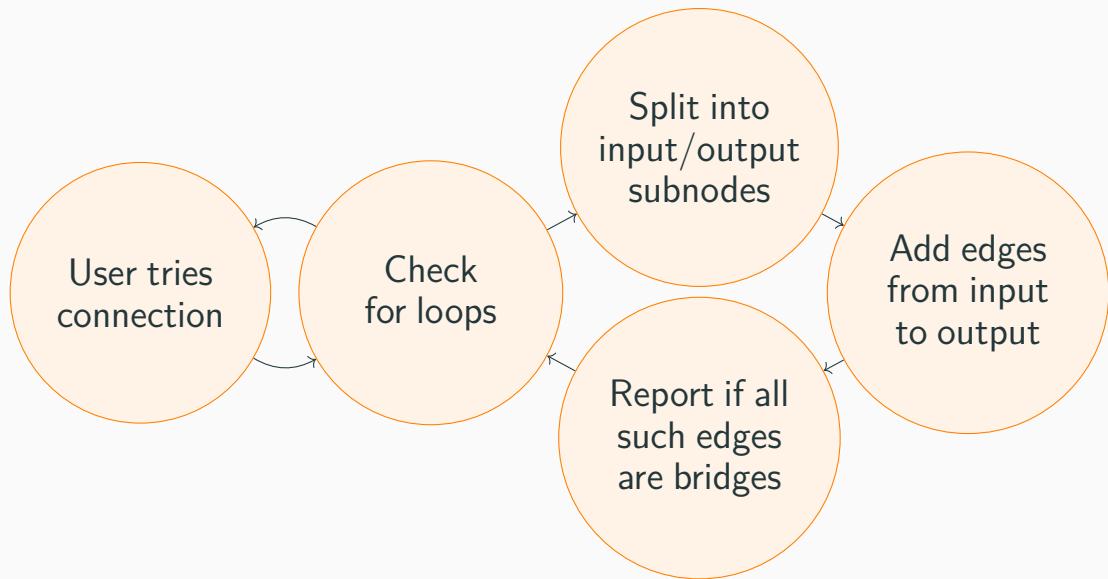 User tries
connection
Check
for loops
Split into
input/output
subnodes
Add edges
from input
to output
Report if all
such edges
are bridges